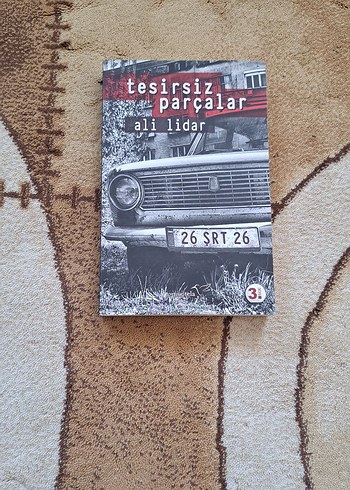 tesirsiz
parçalar
ali lidar
26 ŞRT 26
3.